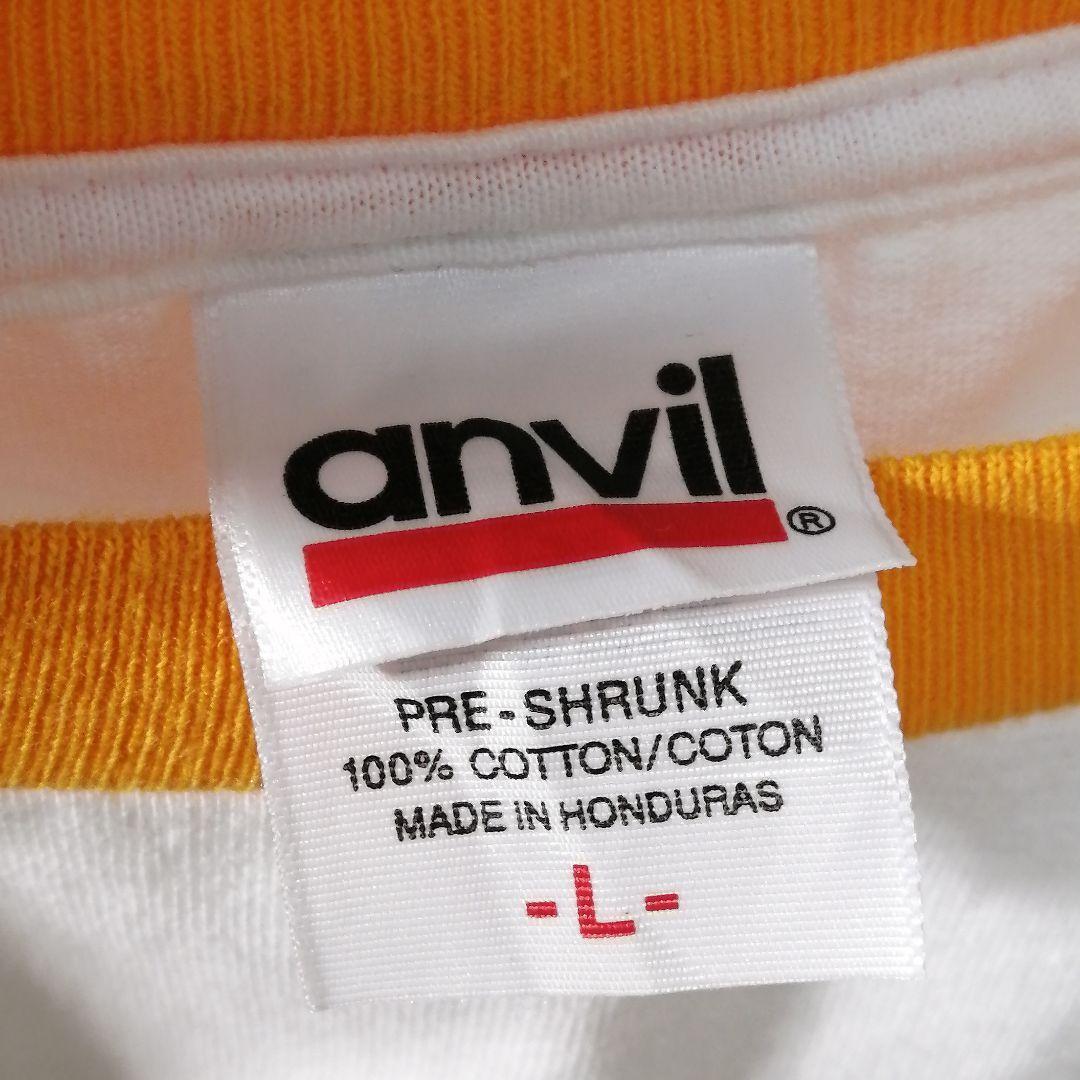 anvil®
PRE-SHRUNK
100% COTTON/COTON
MADE IN HONDURAS
-L-